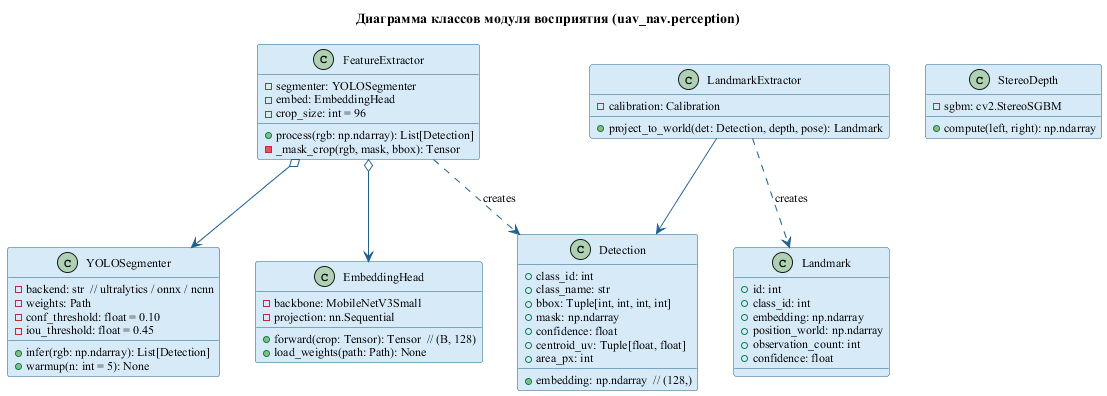 Диаграмма классов модуля восприятия (uav_nav.perception)
C FeatureExtractor
segmenter: YOLOSegmenter
embed: EmbeddingHead
crop_size: int = 96
process(rgb: np.ndarray): List[Detection]
_mask_crop(rgb, mask, bbox): Tensor
C LandmarkExtractor
calibration: Calibration
project_to_world(det: Detection, depth, pose): Landmark
C StereoDepth
sgbm: cv2.StereoSGBM
compute(left, right): np.ndarray
creates
creates
C YOLOSegmenter
backend: str // ultralytics / onnx / ncnn
weights: Path
conf_threshold: float = 0.10
iou_threshold: float = 0.45
infer(rgb: np.ndarray): List[Detection]
warmup(n: int = 5): None
C EmbeddingHead
backbone: MobileNetV3Small
projection: nn.Sequential
forward(crop: Tensor): Tensor // (B, 128)
load_weights(path: Path): None
C Detection
class_id: int
class_name: str
bbox: Tuple[int, int, int, int]
mask: np.ndarray
confidence: float
centroid_uv: Tuple[float, float]
area_px: int
embedding: np.ndarray // (128,)
C Landmark
id: int
class_id: int
embedding: np.ndarray
position_world: np.ndarray
observation_count: int
confidence: float